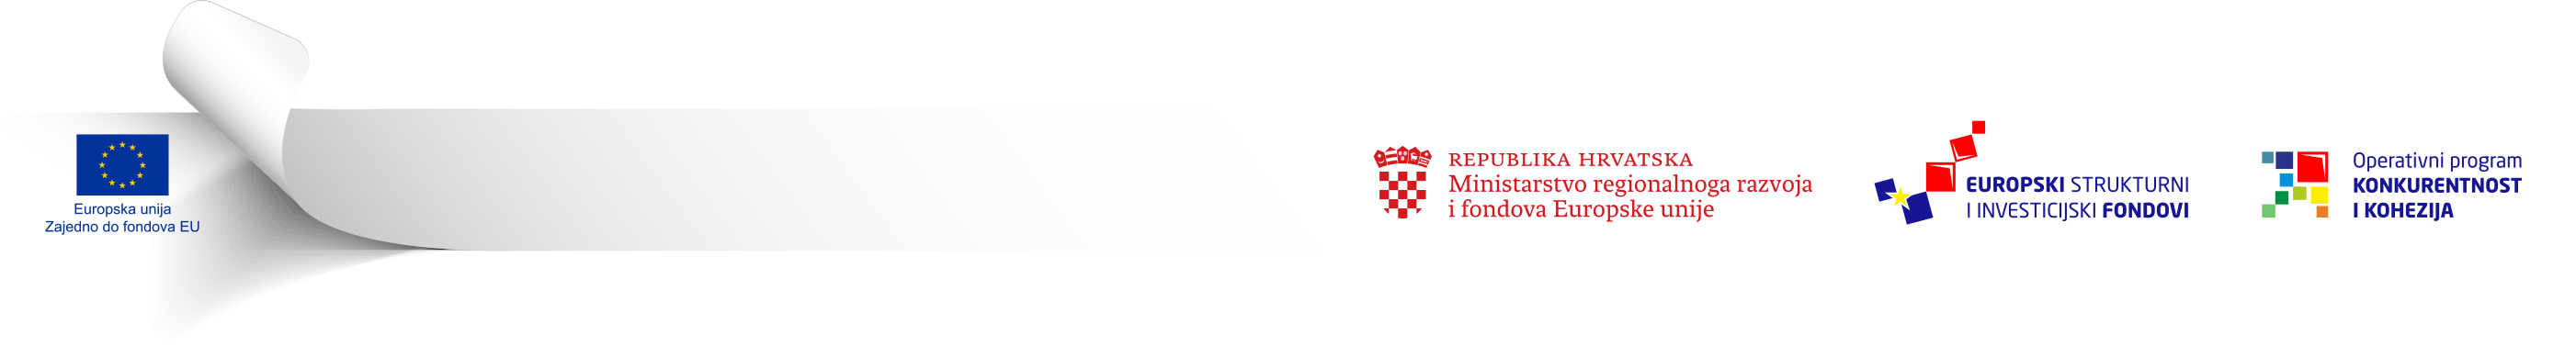 Europska unija
Zajedno do fondova EU
REPUBLIKA HRVATSKA
Ministarstvo regionalnoga razvoja
i fondova Europske unije
EUROPSKI STRUKTURNI
I INVESTICIJSKI FONDOVI
Operativni program
KONKURENTNOST
I KOHEZIJA